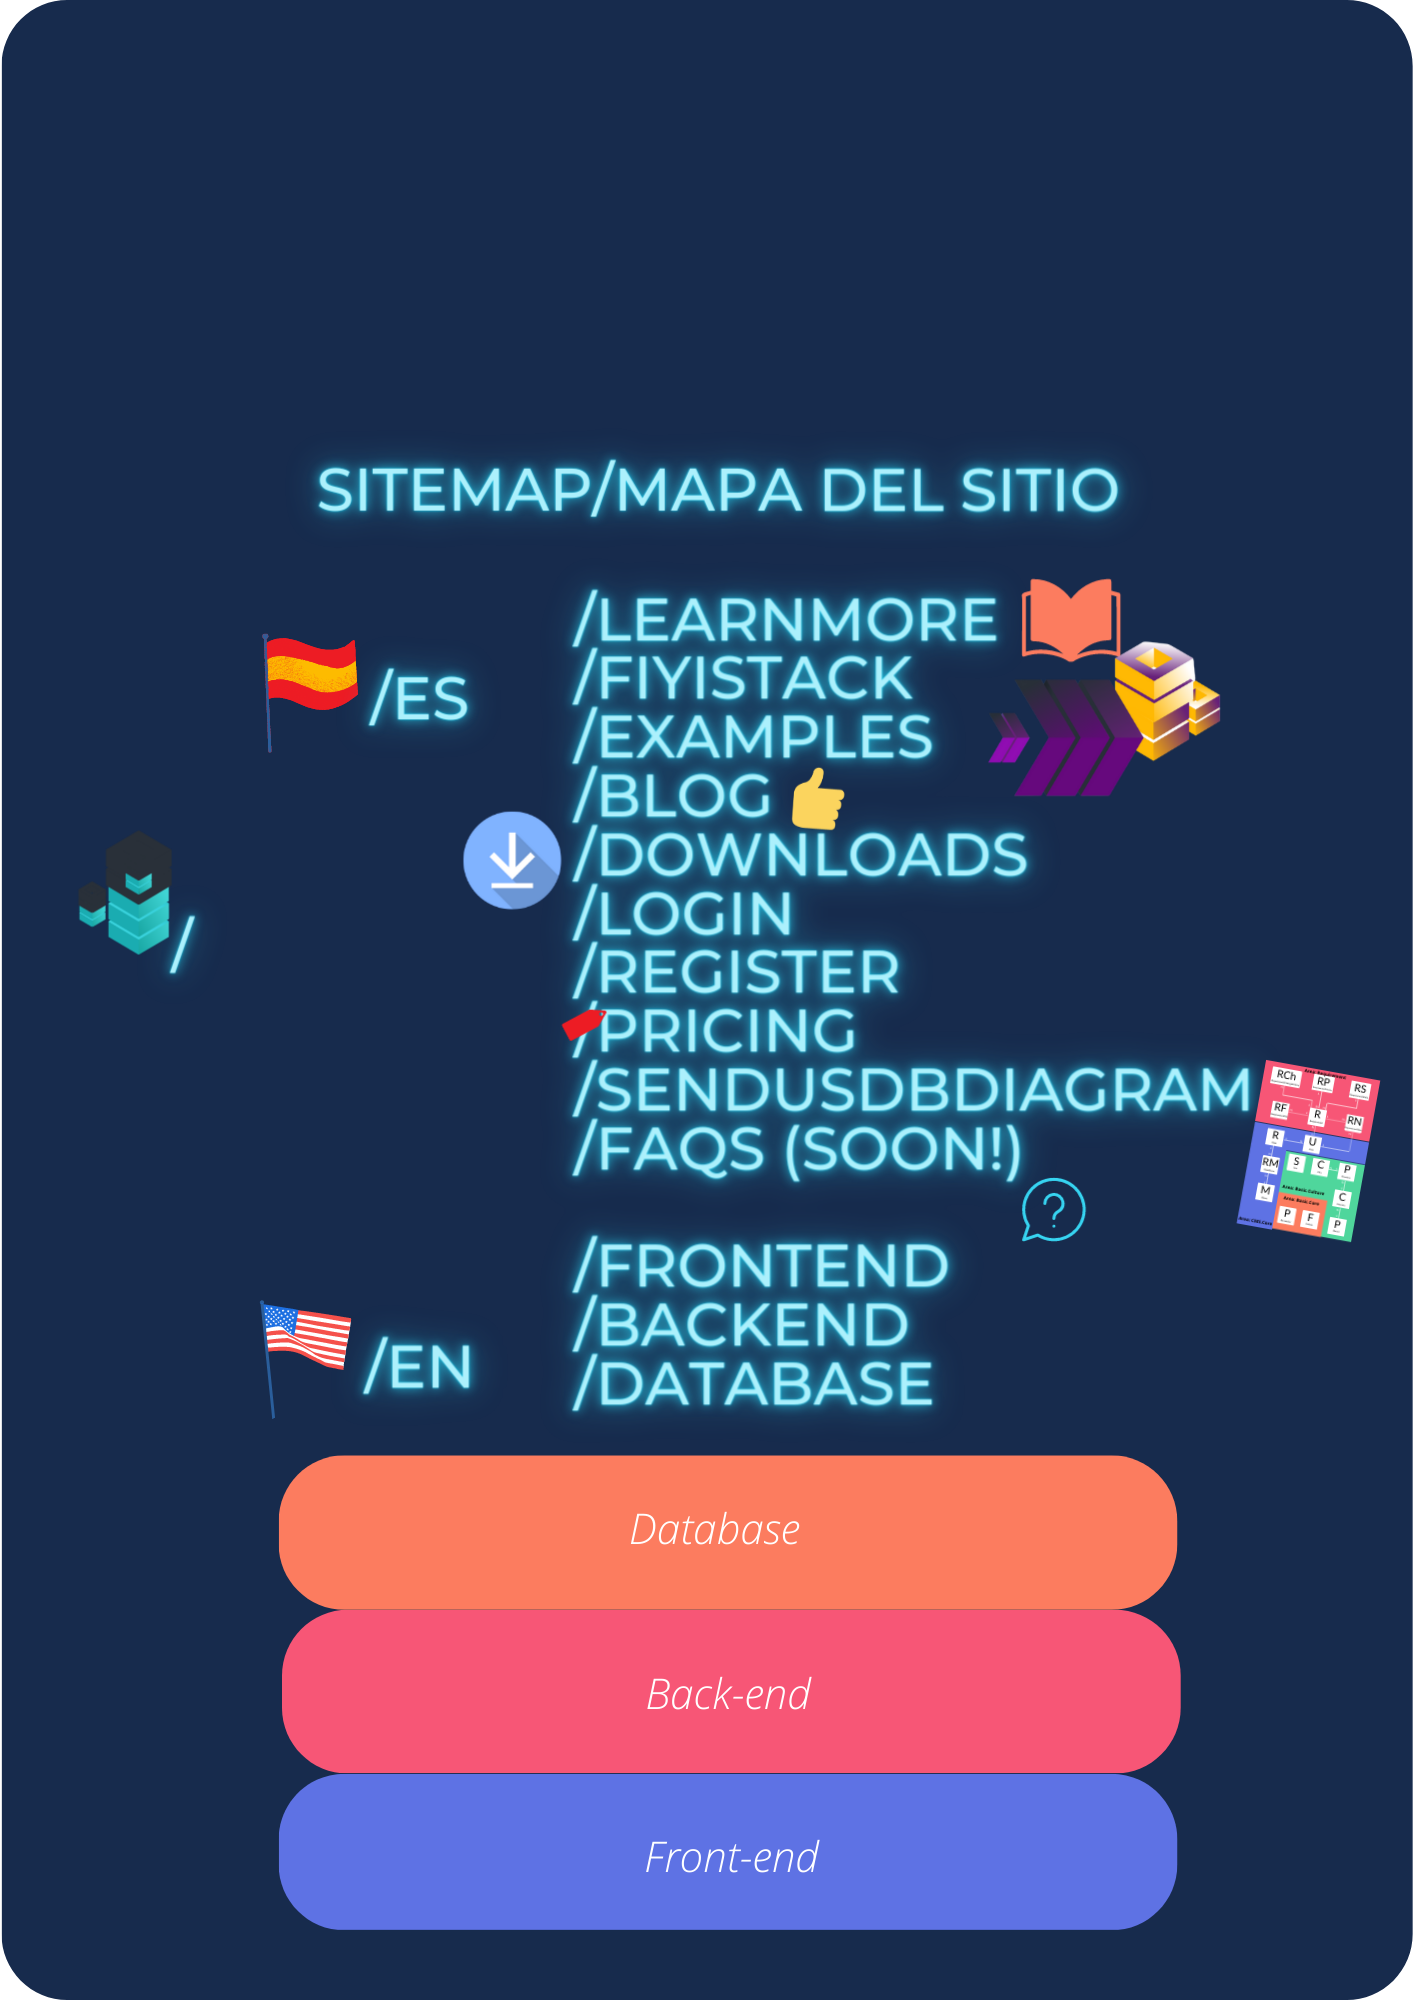 SITEMAP/MAPA DEL SITIO
/LEARNMORE
/FIYISTACK
/ES
/EXAMPLES
/BLOG
/DOWNLOADS
/LOGIN
/
/REGISTER
/PRICING
/SENDUSDBDIAGRAM
/FAQS (SOON!)
RCh
RP
RS
RF
R
RN
R
U
RM
S
C
P
M
C
P
F
P
/FRONTEND
/BACKEND
/EN
/DATABASE
Database
Back-end
Front-end